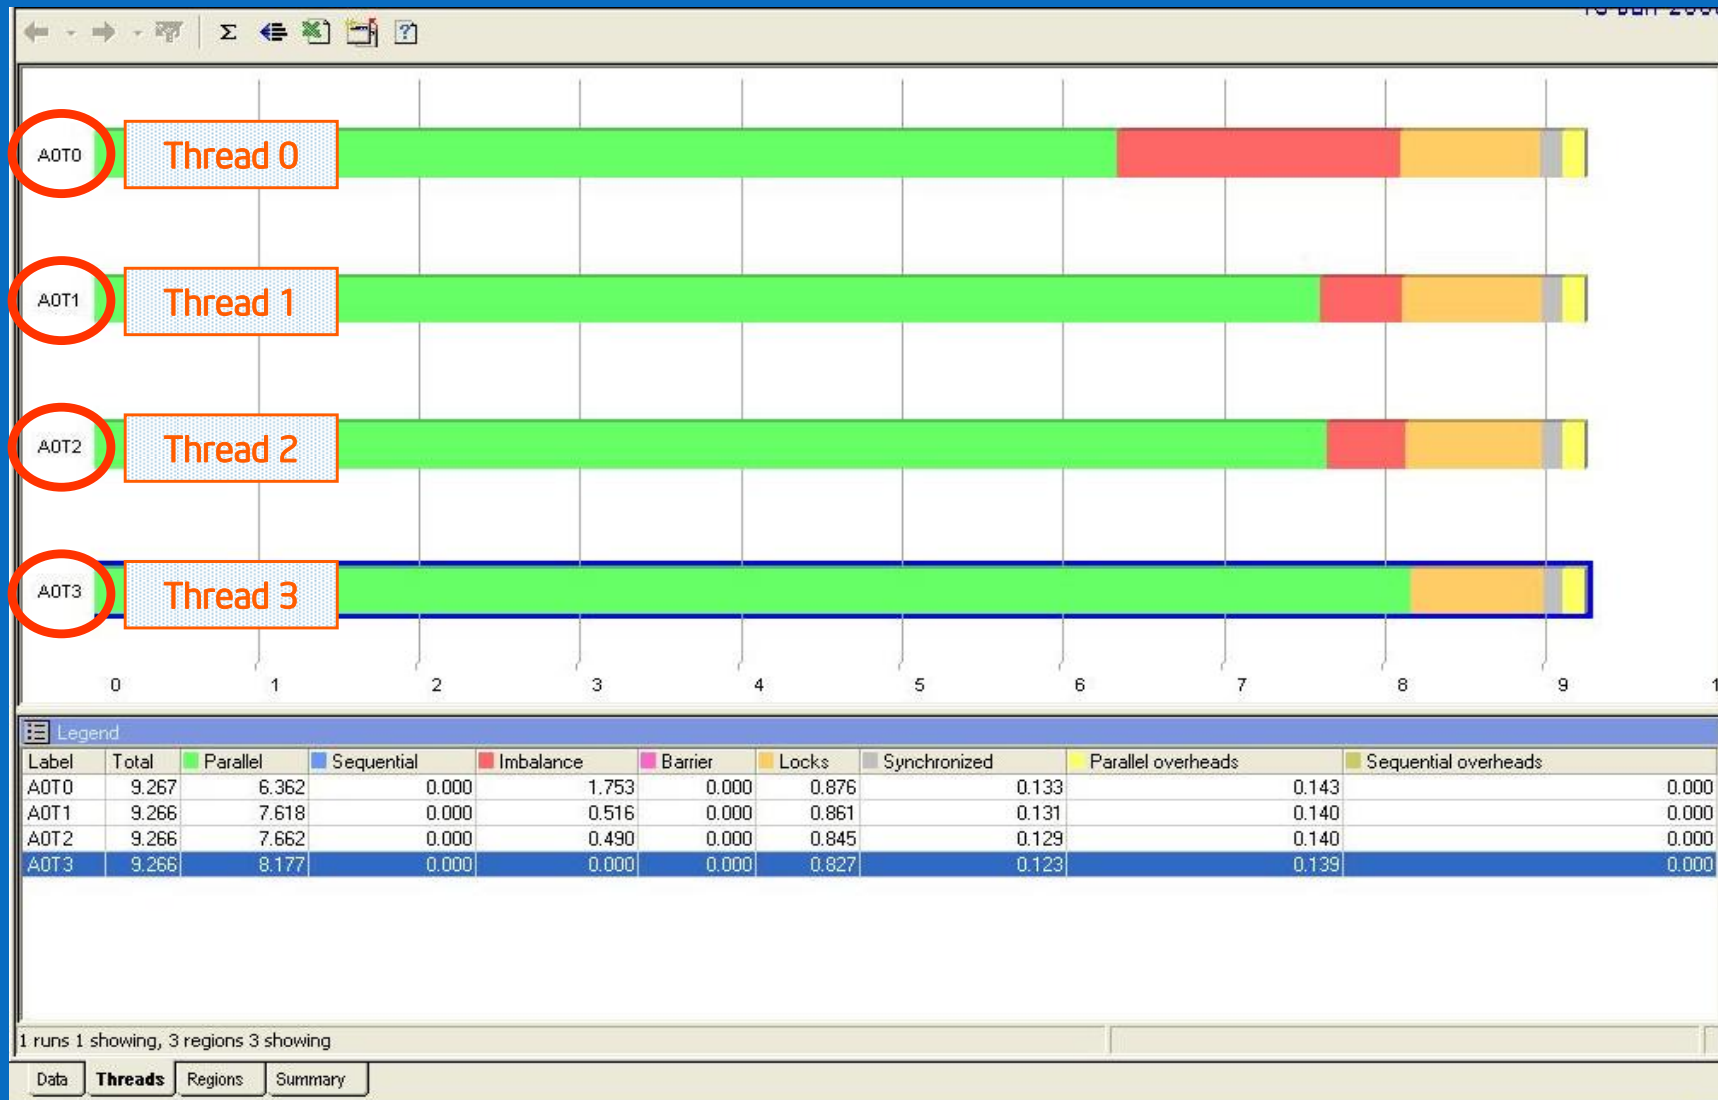 Σ
A0T0 Thread 0
A0T1 Thread 1
A0T2 Thread 2
A0T3 Thread 3
0 1 2 3 4 5 6 7 8 9 1
Legend
Label Total Parallel Sequential Imbalance Barrier Locks Synchronized Parallel overheads Sequential overheads
A0T0 9.267 6.362 0.000 1.753 0.000 0.876 0.133 0.143 0.000
A0T1 9.266 7.618 0.000 0.516 0.000 0.861 0.131 0.140 0.000
A0T2 9.266 7.662 0.000 0.490 0.000 0.845 0.129 0.140 0.000
A0T3 9.266 8.177 0.000 0.000 0.000 0.827 0.123 0.139 0.000
1 runs 1 showing, 3 regions 3 showing
Data Threads Regions Summary